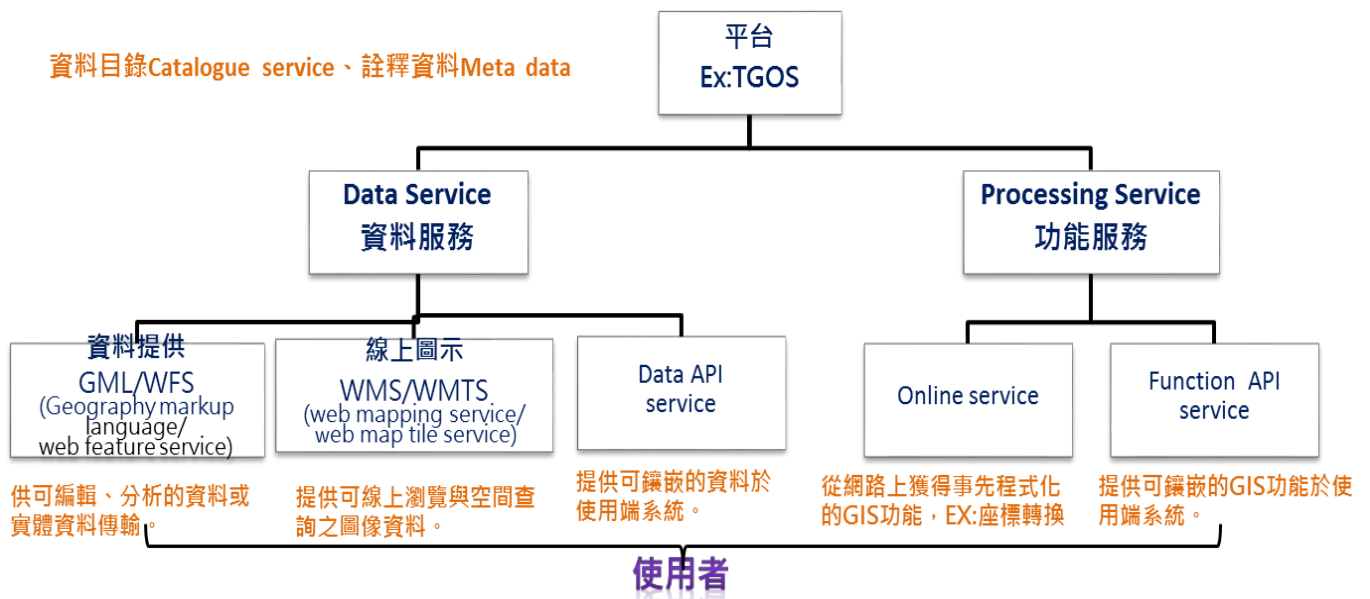 資料目錄Catalogue service、詮釋資料Meta data
平台
Ex:TGOS
Data Service
資料服務
Processing Service
功能服務
資料提供
GML/WFS
(Geography markup
language/
web feature service)
線上圖示
WMS/WMTS
(web mapping service/
web map tile service)
Data API
service
Online service
Function API
service
供可編輯、分析的資料或
實體資料傳輸。
提供可線上瀏覽與空間查
詢之圖像資料。
提供可鑲嵌的資料於
使用端系統。
從網路上獲得事先程式化
的GIS功能，EX:座標轉換
提供可鑲嵌的GIS功能於使
用端系統。
使用者